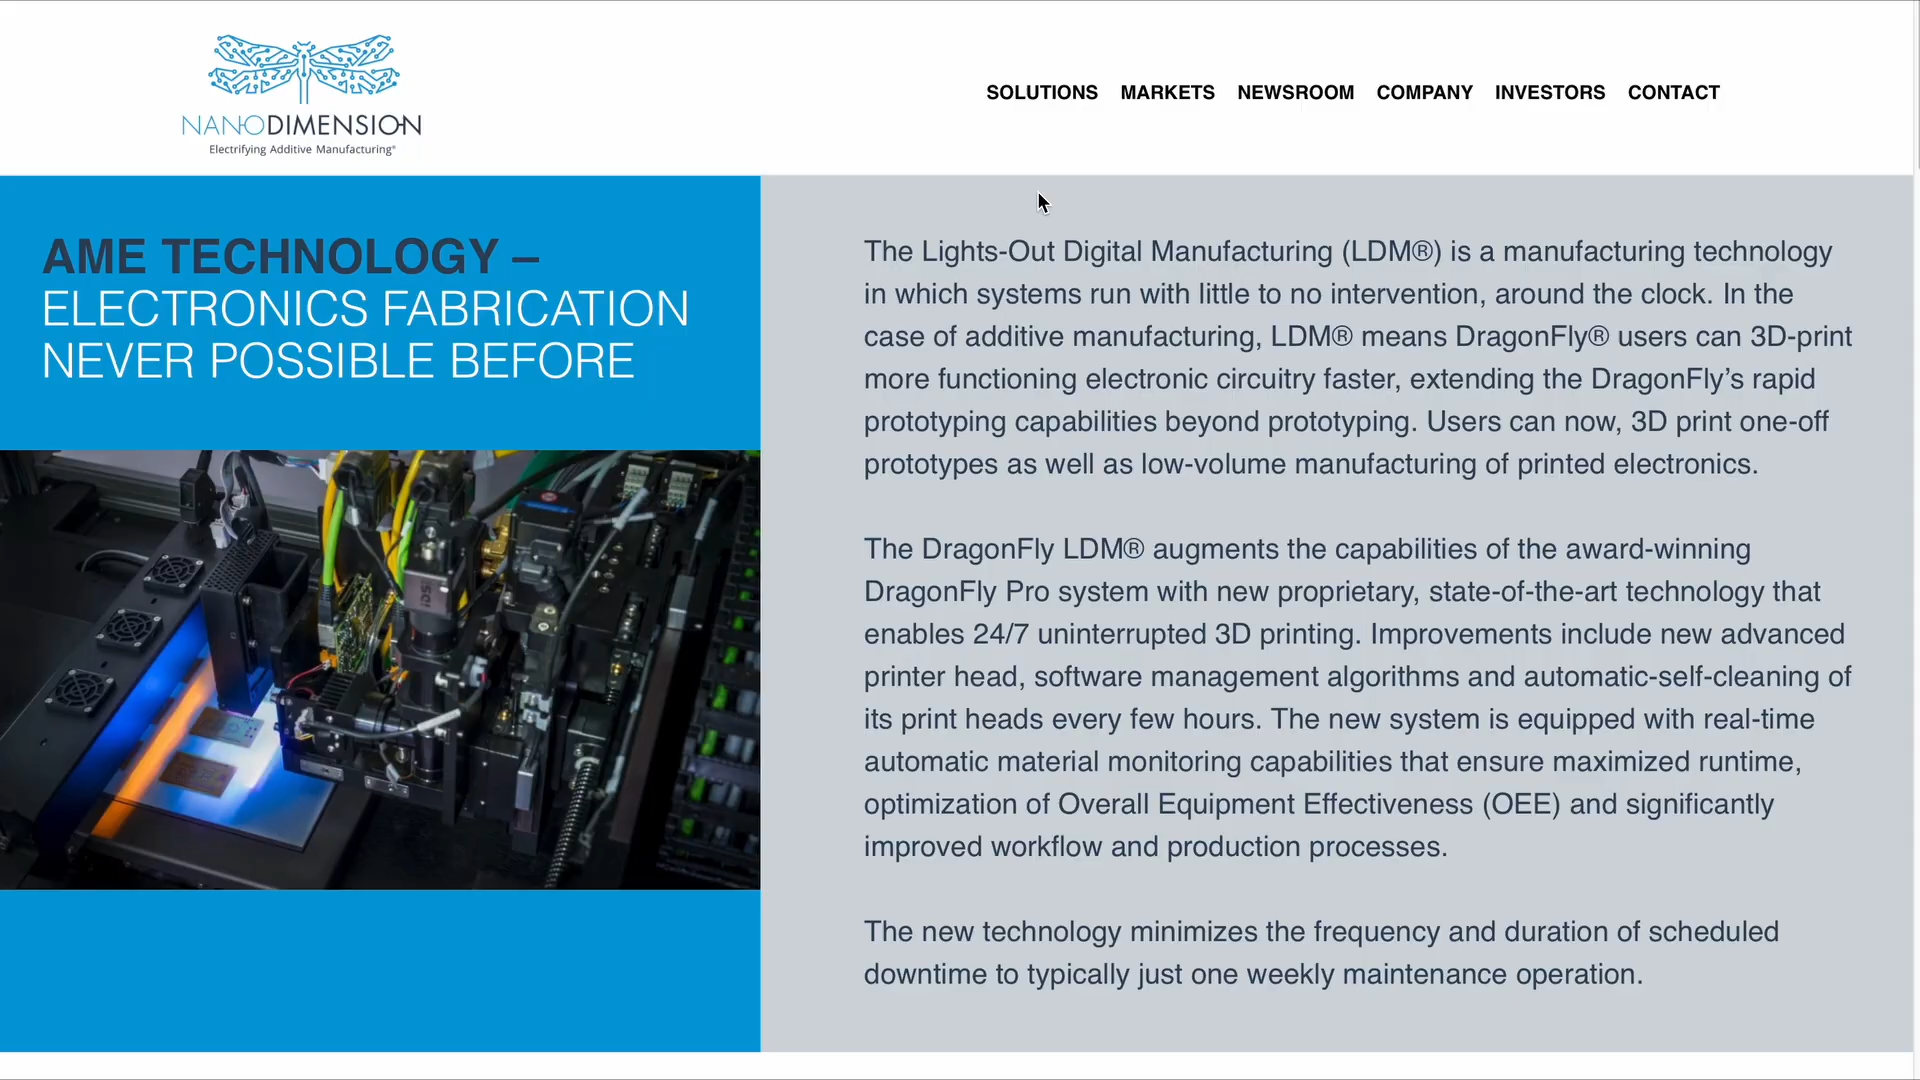 NANODIMENSION
Electrifying Additive Manufacturing®
SOLUTIONS MARKETS NEWSROOM COMPANY INVESTORS CONTACT
AME TECHNOLOGY –
ELECTRONICS FABRICATION
NEVER POSSIBLE BEFORE
The Lights-Out Digital Manufacturing (LDM®) is a manufacturing technology
in which systems run with little to no intervention, around the clock. In the
case of additive manufacturing, LDM® means DragonFly® users can 3D-print
more functioning electronic circuitry faster, extending the DragonFly’s rapid
prototyping capabilities beyond prototyping. Users can now, 3D print one-off
prototypes as well as low-volume manufacturing of printed electronics.
The DragonFly LDM® augments the capabilities of the award-winning
DragonFly Pro system with new proprietary, state-of-the-art technology that
enables 24/7 uninterrupted 3D printing. Improvements include new advanced
printer head, software management algorithms and automatic-self-cleaning of
its print heads every few hours. The new system is equipped with real-time
automatic material monitoring capabilities that ensure maximized runtime,
optimization of Overall Equipment Effectiveness (OEE) and significantly
improved workflow and production processes.
The new technology minimizes the frequency and duration of scheduled
downtime to typically just one weekly maintenance operation.